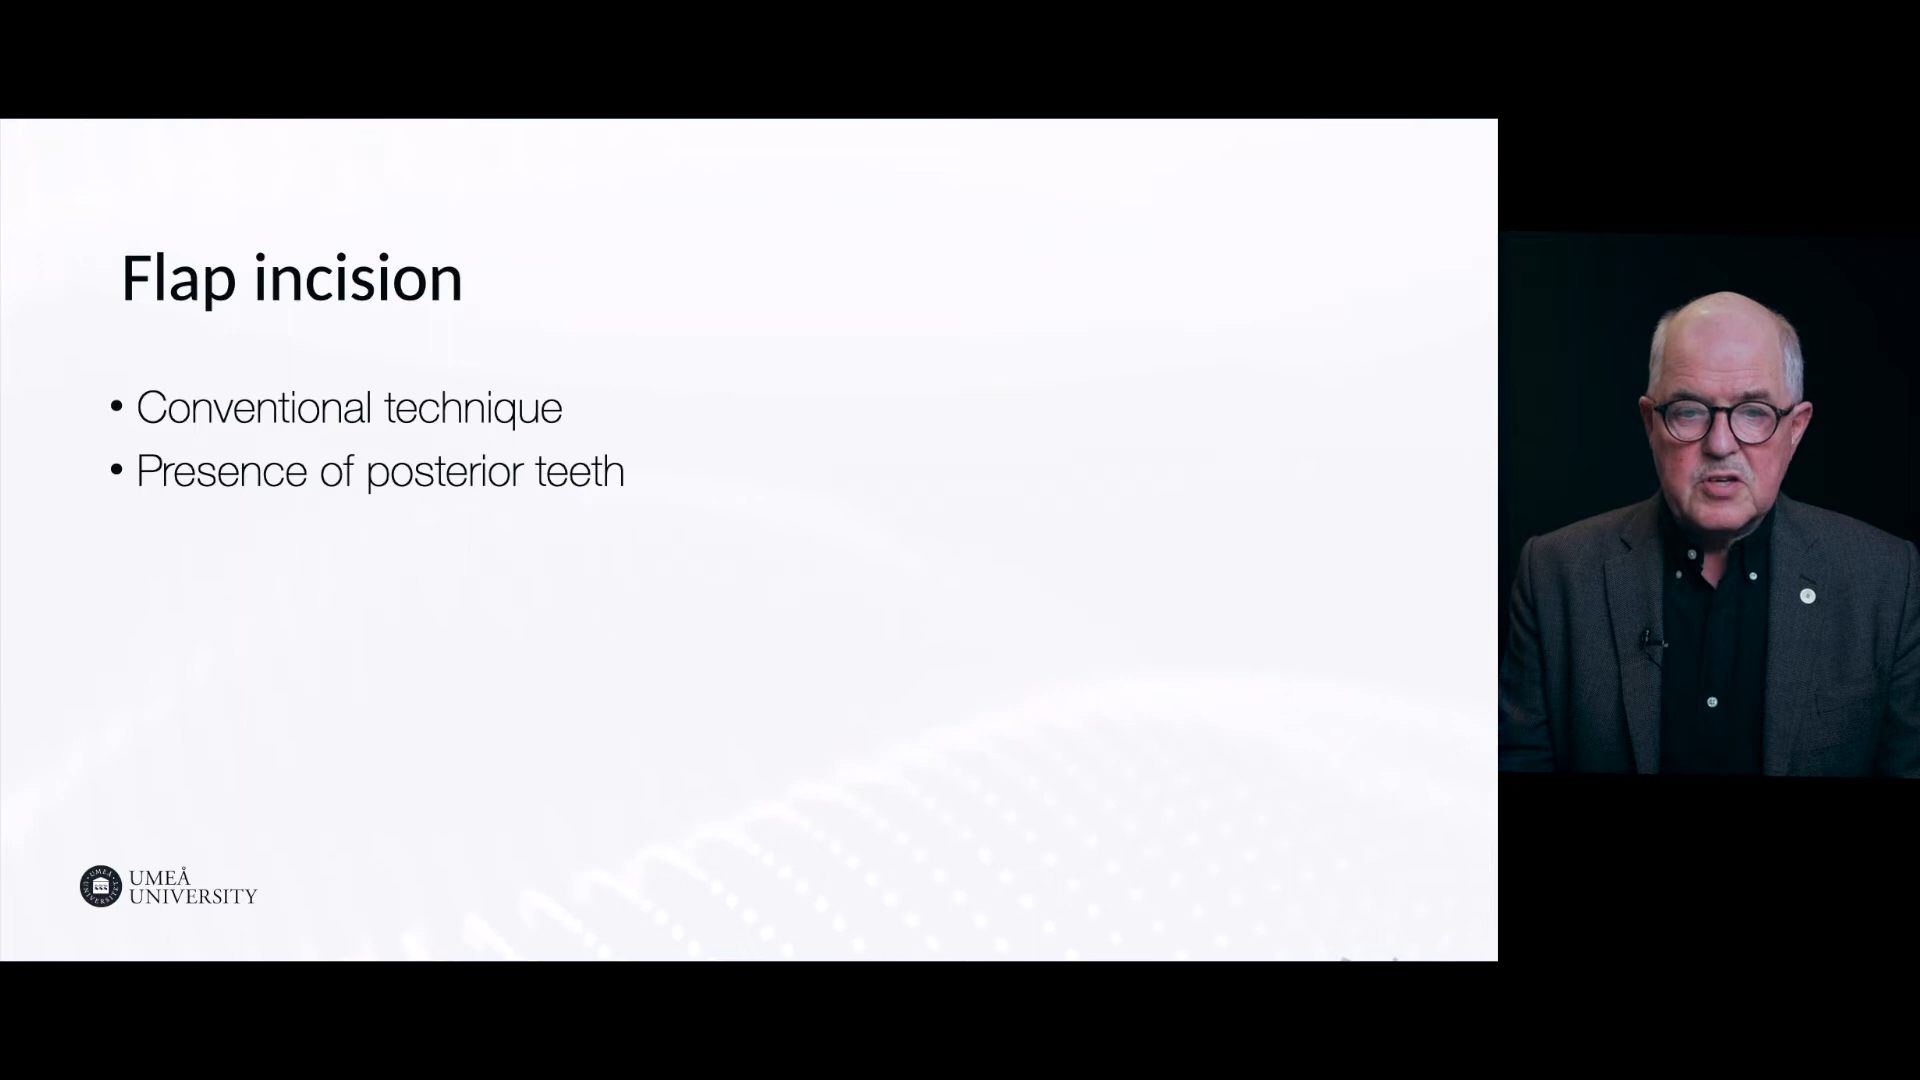 Flap incision
• Conventional technique
• Presence of posterior teeth
UMEÅ
UNIVERSITY